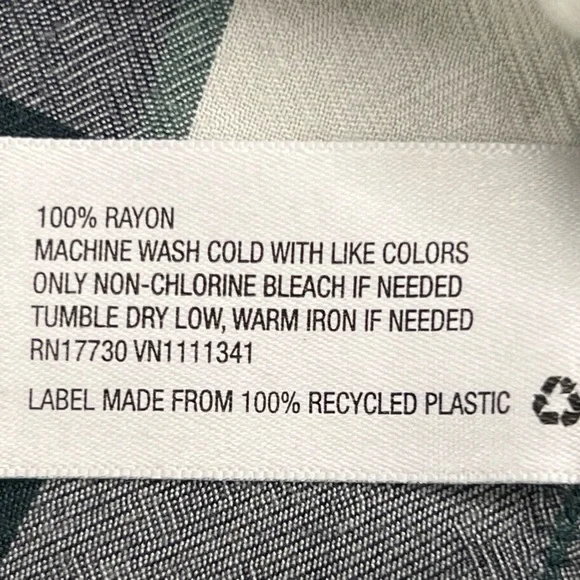 100% RAYON
MACHINE WASH COLD WITH LIKE COLORS
ONLY NON-CHLORINE BLEACH IF NEEDED
TUMBLE DRY LOW, WARM IRON IF NEEDED
RN17730 VN1111341
LABEL MADE FROM 100% RECYCLED PLASTIC